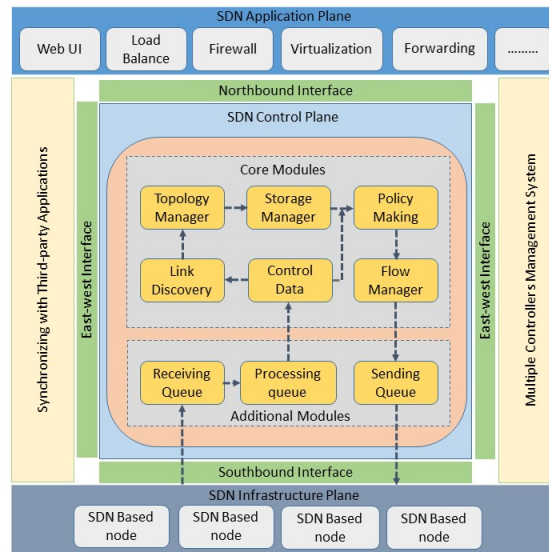 SDN Application Plane
Web UI
Load
Balance
Firewall
Virtualization
Forwarding
.........
Northbound Interface
Synchronizing with Third-party Applications
East-west Interface
SDN Control Plane
Core Modules
Topology
Manager
Storage
Manager
Policy
Making
Link
Discovery
Control
Data
Flow
Manager
Receiving
Queue
Processing
queue
Sending
Queue
Additional Modules
East-west Interface
Multiple Controllers Management System
Southbound Interface
SDN Infrastructure Plane
SDN Based
node
SDN Based
node
SDN Based
node
SDN Based
node